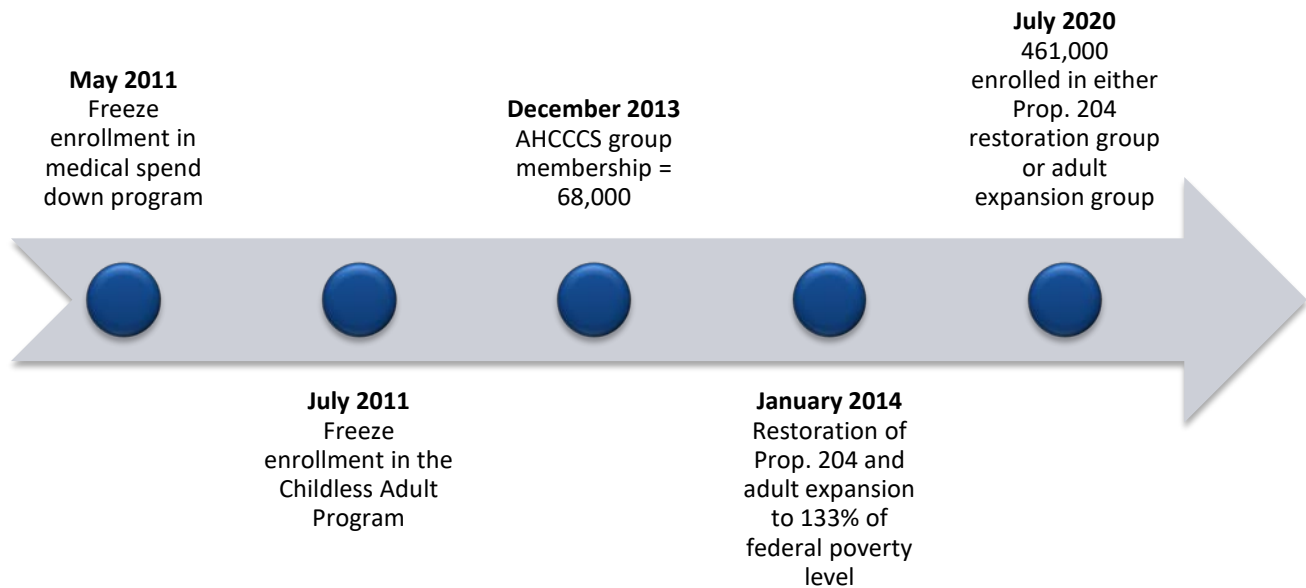 May 2011
Freeze
enrollment in
medical spend
down program
July 2011
Freeze
enrollment in the
Childless Adult
Program
December 2013
AHCCCS group
membership =
68,000
January 2014
Restoration of
Prop. 204 and
adult expansion
to 133% of
federal poverty
level
July 2020
461,000
enrolled in either
Prop. 204
restoration group
or adult
expansion group